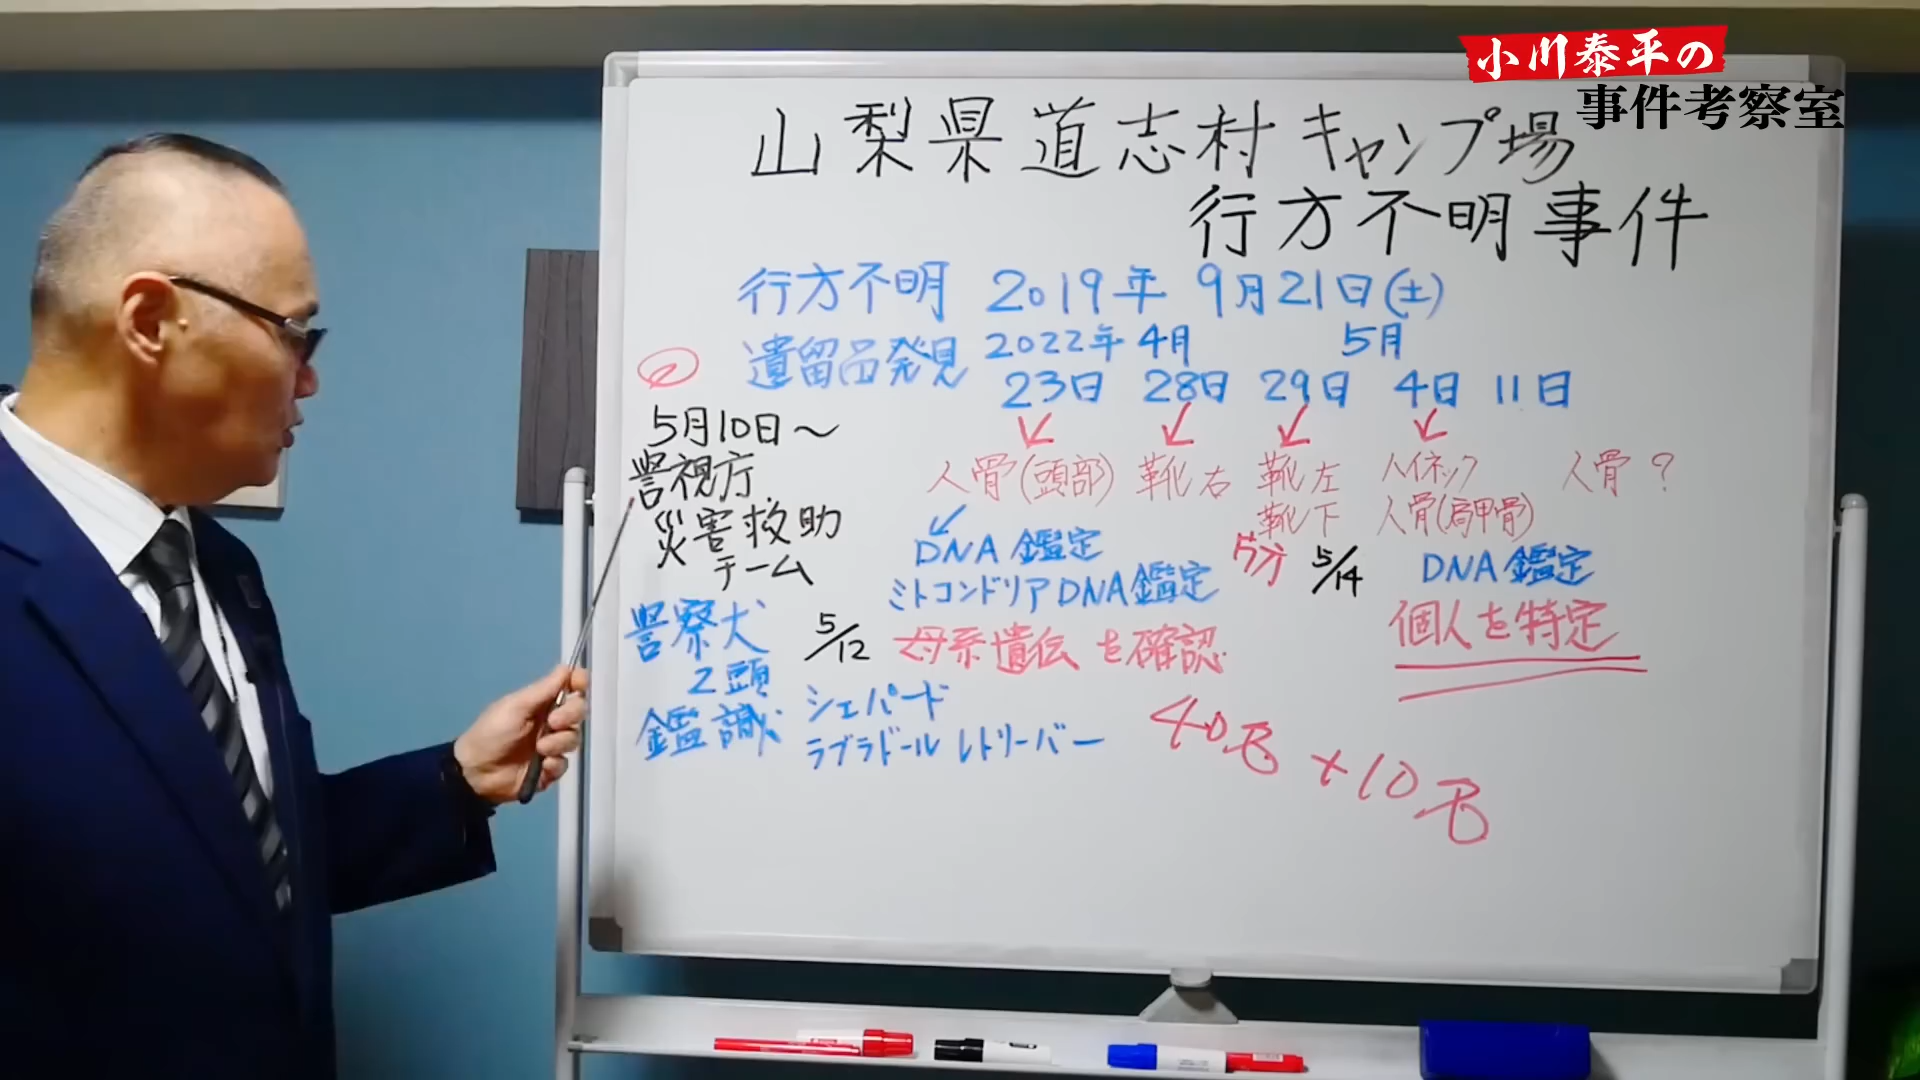 小川泰平の
事件考察室
山梨県道志村キャンプ場
行方不明事件
行方不明 2019年 9月21日(土)
遺留品発見 2022年 4月 5月
23日 28日 29日 4日 11日
人骨(頭部) 靴右 靴左 ハイネック 人骨?
靴下 人骨(肩甲骨)
5月10日〜
警視庁
災害救助
チーム
DNA鑑定
ミトコンドリアDNA鑑定
5/12 母系遺伝を確認
5/14 DNA鑑定
個人を特定
警察犬
2頭
鑑識
シェパード
ラブラドールレトリーバー
40名+10名